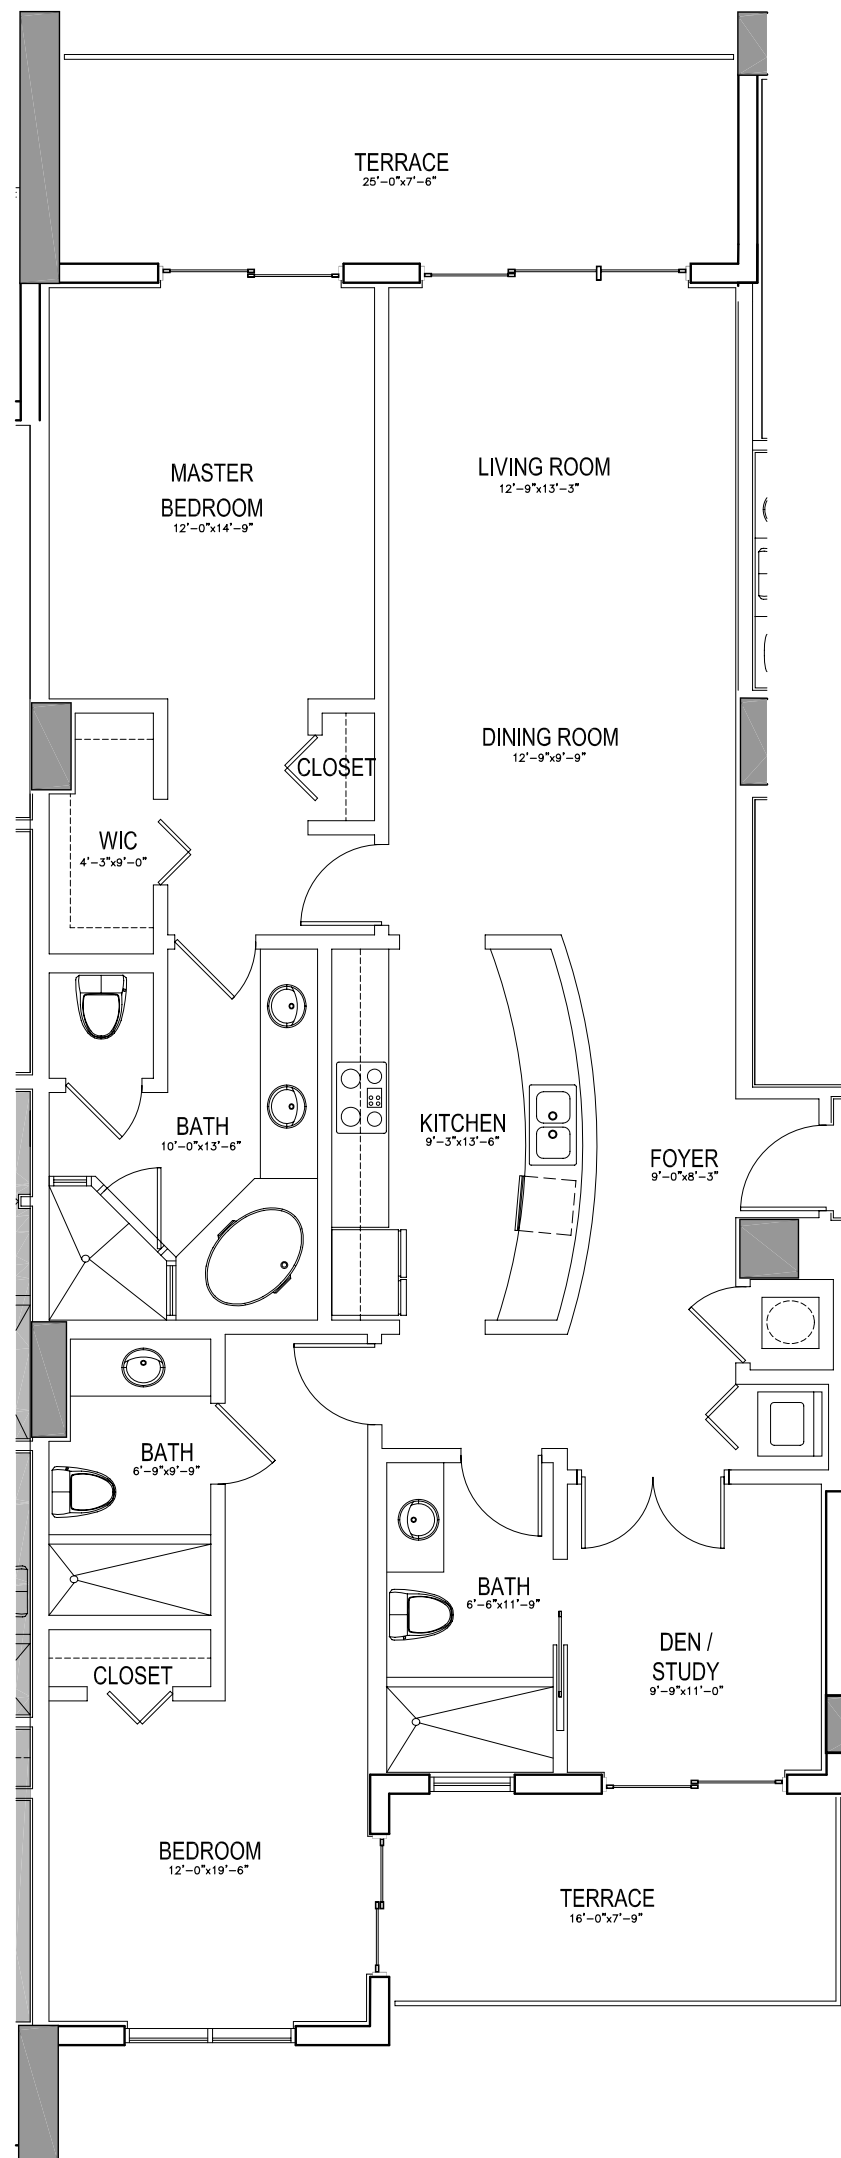 TERRACE
25'-0"x7'-6"
MASTER
BEDROOM
12'-0"x14'-9"
LIVING ROOM
12'-9"x13'-3"
DINING ROOM
12'-9"x9'-9"
CLOSET
WIC
4'-3"x9'-0"
BATH
10'-0"x13'-6"
KITCHEN
9'-3"x13'-6"
FOYER
9'-0"x8'-3"
BATH
6'-9"x9'-9"
BATH
6'-6"x11'-9"
CLOSET
DEN /
STUDY
9'-9"x11'-0"
BEDROOM
12'-0"x19'-6"
TERRACE
16'-0"x7'-9"